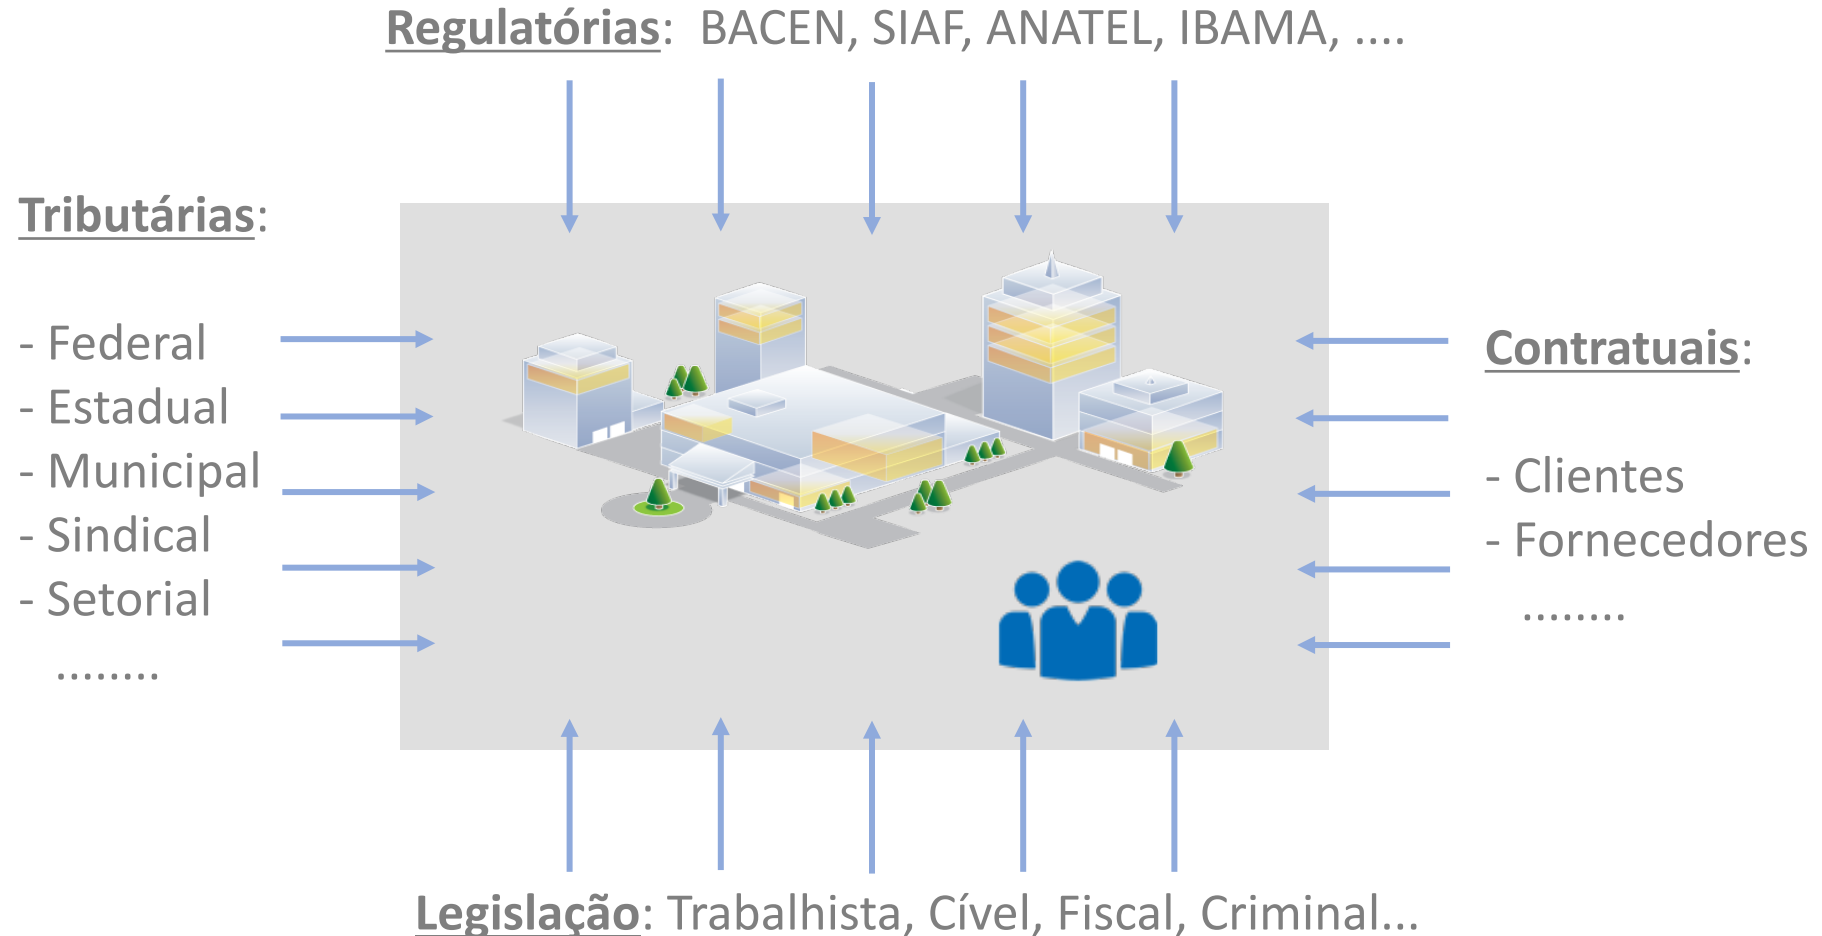 Regulatórias: BACEN, SIAF, ANATEL, IBAMA, ....
Tributárias:
- Federal
- Estadual
- Municipal
- Sindical
- Setorial
........
Contratuais:
- Clientes
- Fornecedores
........
Legislação: Trabalhista, Cível, Fiscal, Criminal...